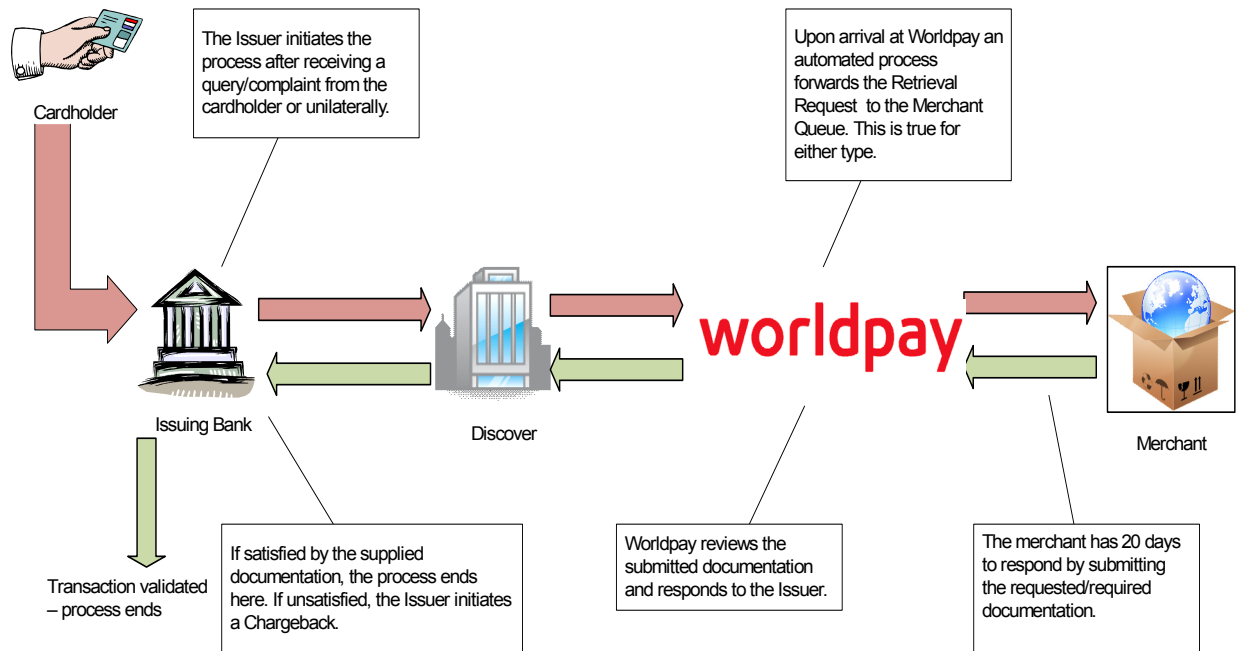 The Issuer initiates the
process after receiving a
query/complaint from the
cardholder or unilaterally.
Upon arrival at Worldpay an
automated process
forwards the Retrieval
Request to the Merchant
Queue. This is true for
either type.
Cardholder
worldpay
Issuing Bank
Discover
Merchant
Transaction validated
– process ends
If satisfied by the supplied
documentation, the process ends
here. If unsatisfied, the Issuer initiates
a Chargeback.
Worldpay reviews the
submitted documentation
and responds to the Issuer.
The merchant has 20 days
to respond by submitting
the requested/required
documentation.